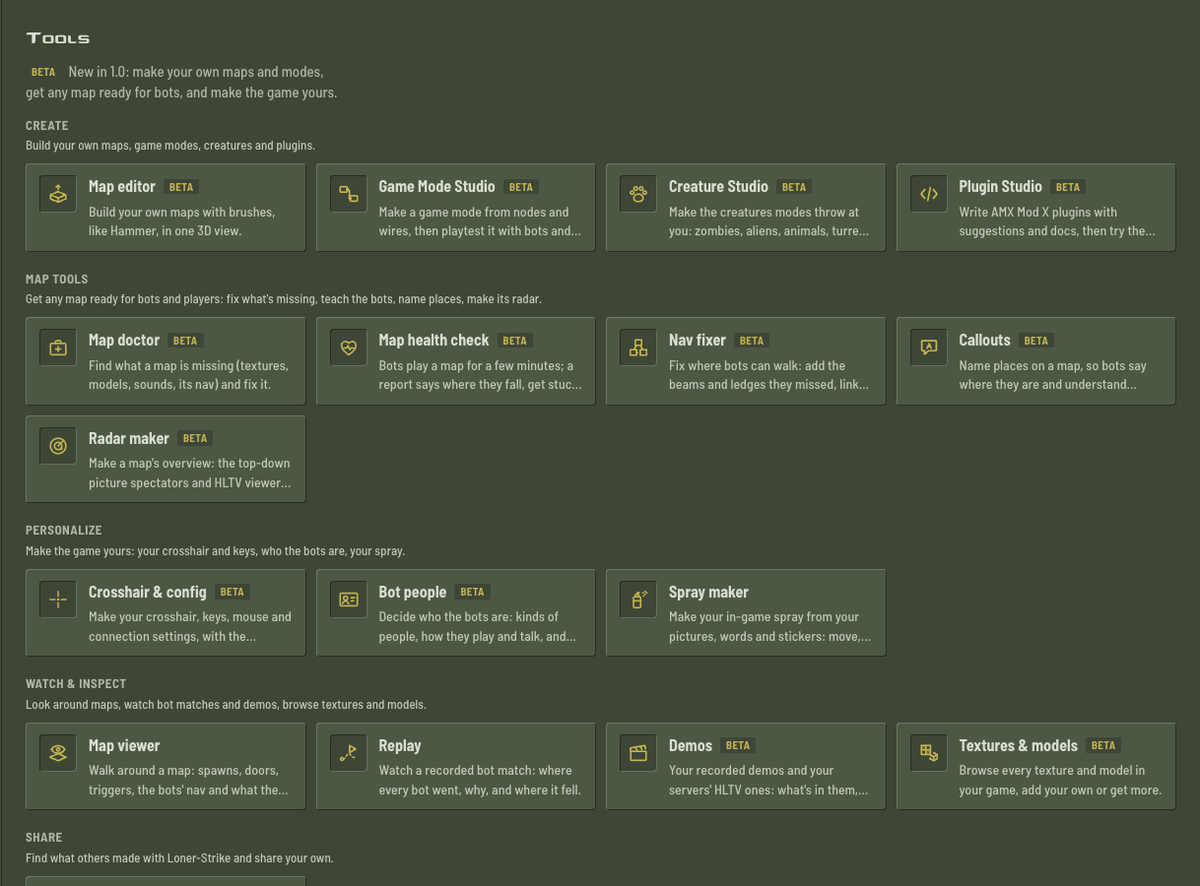 Tools
BETA New in 1.0: make your own maps and modes,
get any map ready for bots, and make the game yours.
CREATE
Build your own maps, game modes, creatures and plugins.
Map editor BETA
Build your own maps with brushes,
like Hammer, in one 3D view.
Game Mode Studio BETA
Make a game mode from nodes and
wires, then playtest it with bots and...
Creature Studio BETA
Make the creatures modes throw at
you: zombies, aliens, animals, turre...
Plugin Studio BETA
Write AMX Mod X plugins with
suggestions and docs, then try the...
MAP TOOLS
Get any map ready for bots and players: fix what's missing, teach the bots, name places, make its radar.
Map doctor BETA
Find what a map is missing (textures,
models, sounds, its nav) and fix it.
Map health check BETA
Bots play a map for a few minutes; a
report says where they fall, get stuc...
Nav fixer BETA
Fix where bots can walk: add the
beams and ledges they missed, link...
Callouts BETA
Name places on a map, so bots say
where they are and understand...
Radar maker BETA
Make a map's overview: the top-down
picture spectators and HLTV viewer...
PERSONALIZE
Make the game yours: your crosshair and keys, who the bots are, your spray.
Crosshair & config BETA
Make your crosshair, keys, mouse and
connection settings, with the...
Bot people BETA
Decide who the bots are: kinds of
people, how they play and talk, and...
Spray maker
Make your in-game spray from your
pictures, words and stickers: move,...
WATCH & INSPECT
Look around maps, watch bot matches and demos, browse textures and models.
Map viewer
Walk around a map: spawns, doors,
triggers, the bots' nav and what the...
Replay
Watch a recorded bot match: where
every bot went, why, and where it fell.
Demos BETA
Your recorded demos and your
servers' HLTV ones: what's in them,...
Textures & models BETA
Browse every texture and model in
your game, add your own or get more.
SHARE
Find what others made with Loner-Strike and share your own.